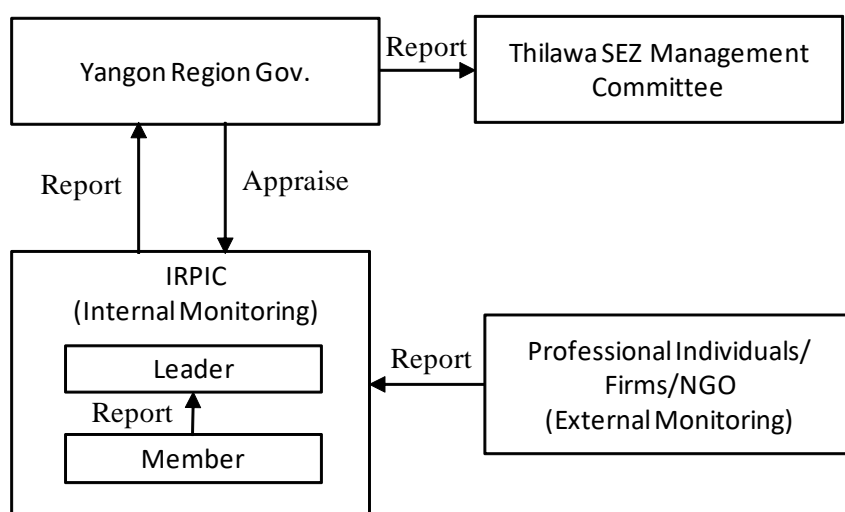 Yangon Region Gov.
Report
Thilawa SEZ Management
Committee
Report
Appraise
IRPIC
(Internal Monitoring)
Leader
Report
Member
Report
Professional Individuals/
Firms/NGO
(External Monitoring)